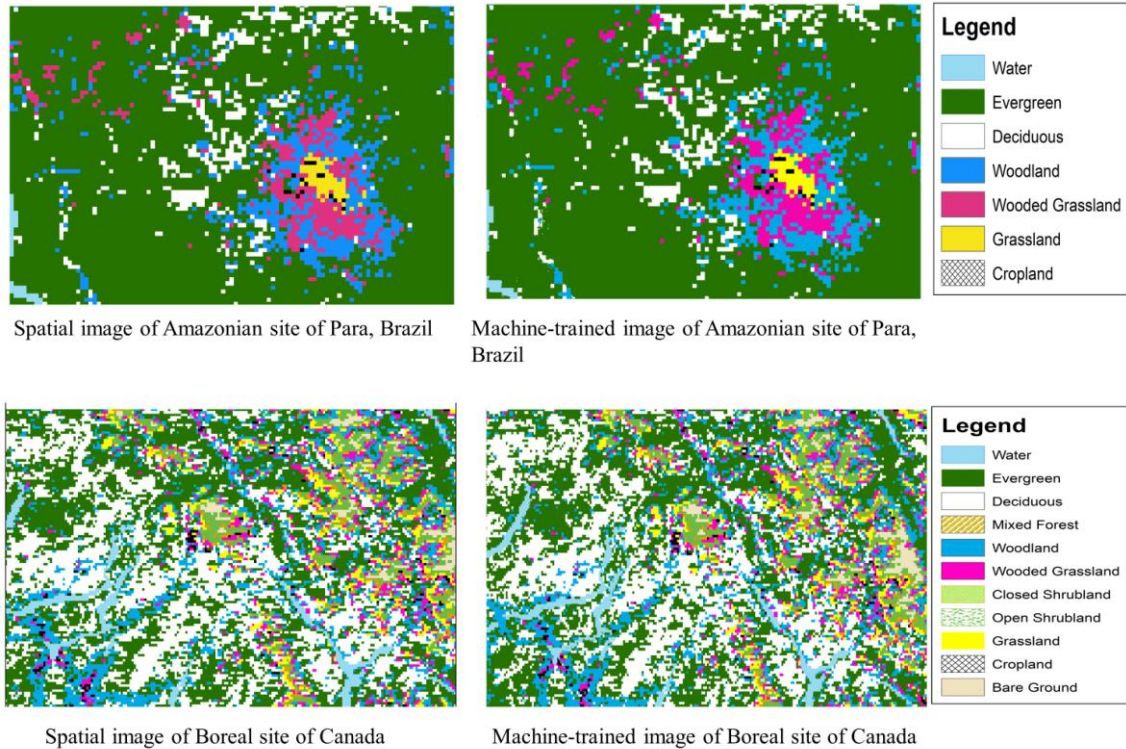 Legend
Water
Evergreen
Deciduous
Woodland
Wooded Grassland
Grassland
Cropland
Spatial image of Amazonian site of Para, Brazil
Machine-trained image of Amazonian site of Para,
Brazil
Legend
Water
Evergreen
Deciduous
Mixed Forest
Woodland
Wooded Grassland
Closed Shrubland
Open Shrubland
Grassland
Cropland
Bare Ground
Spatial image of Boreal site of Canada
Machine-trained image of Boreal site of Canada